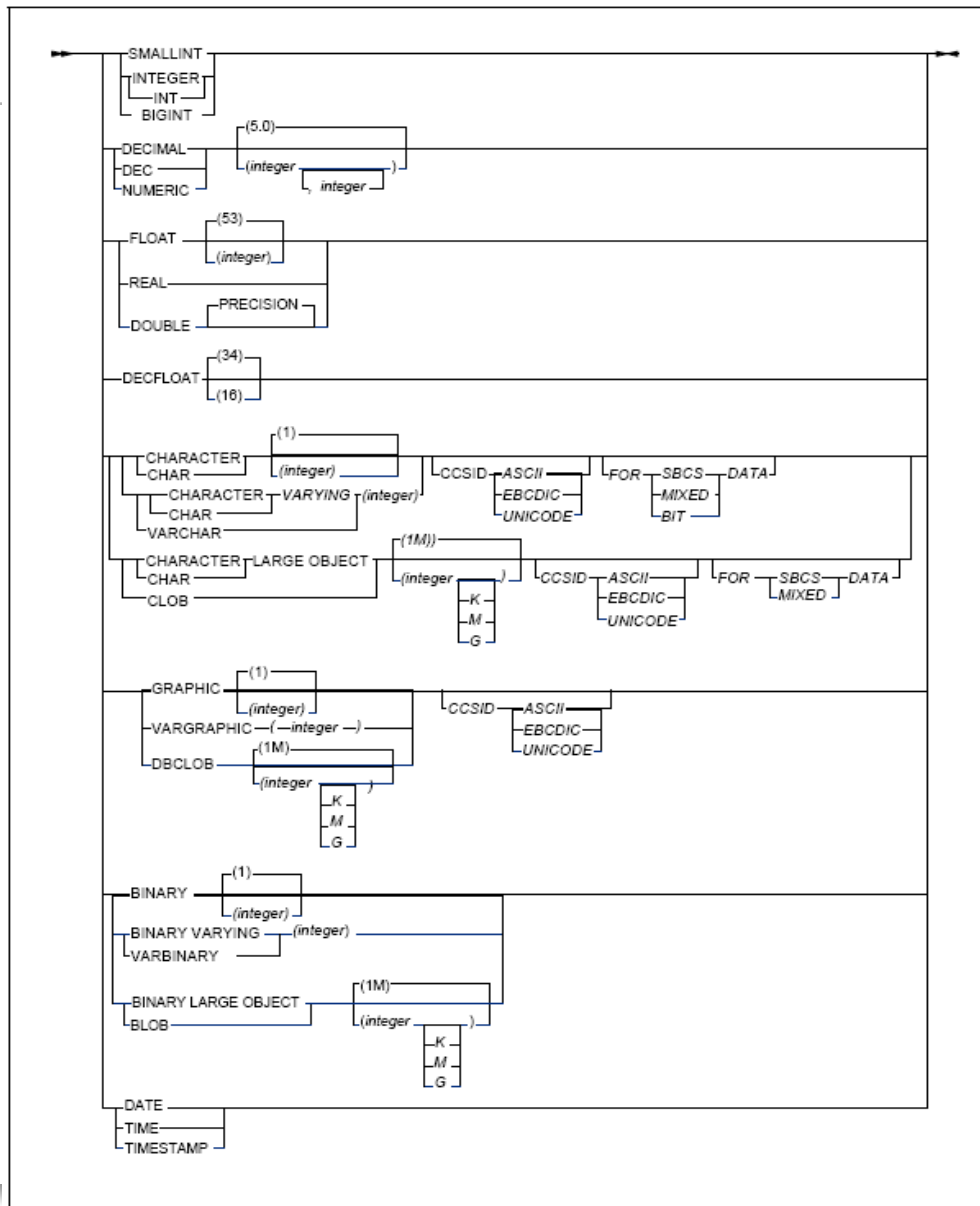 SMALLINT
INTEGER
INT
BIGINT
(5.0)
DECIMAL
DEC
(integer )
NUMERIC
, integer
(53)
FLOAT
(integer)
REAL
PRECISION
DOUBLE
(34)
DECFLOAT
(16)
(1)
CHARACTER
CHAR
(integer)
CCSID ASCII
EBCDIC
UNICODE
FOR SBCS DATA
MIXED
BIT
CHARACTER VARYING (integer)
CHAR
VARCHAR
(1M))
CHARACTER LARGE OBJECT
CHAR
CLOB
(integer )
K
M
G
CCSID ASCII
EBCDIC
UNICODE
FOR SBCS DATA
MIXED
(1)
GRAPHIC
(integer)
VARGRAPHIC ( integer )
(1M)
DBCLOB
(integer )
K
M
G
CCSID ASCII
EBCDIC
UNICODE
(1)
BINARY
(integer)
BINARY VARYING (integer)
VARBINARY
(1M)
BINARY LARGE OBJECT
BLOB
(integer )
K
M
G
DATE
TIME
TIMESTAMP